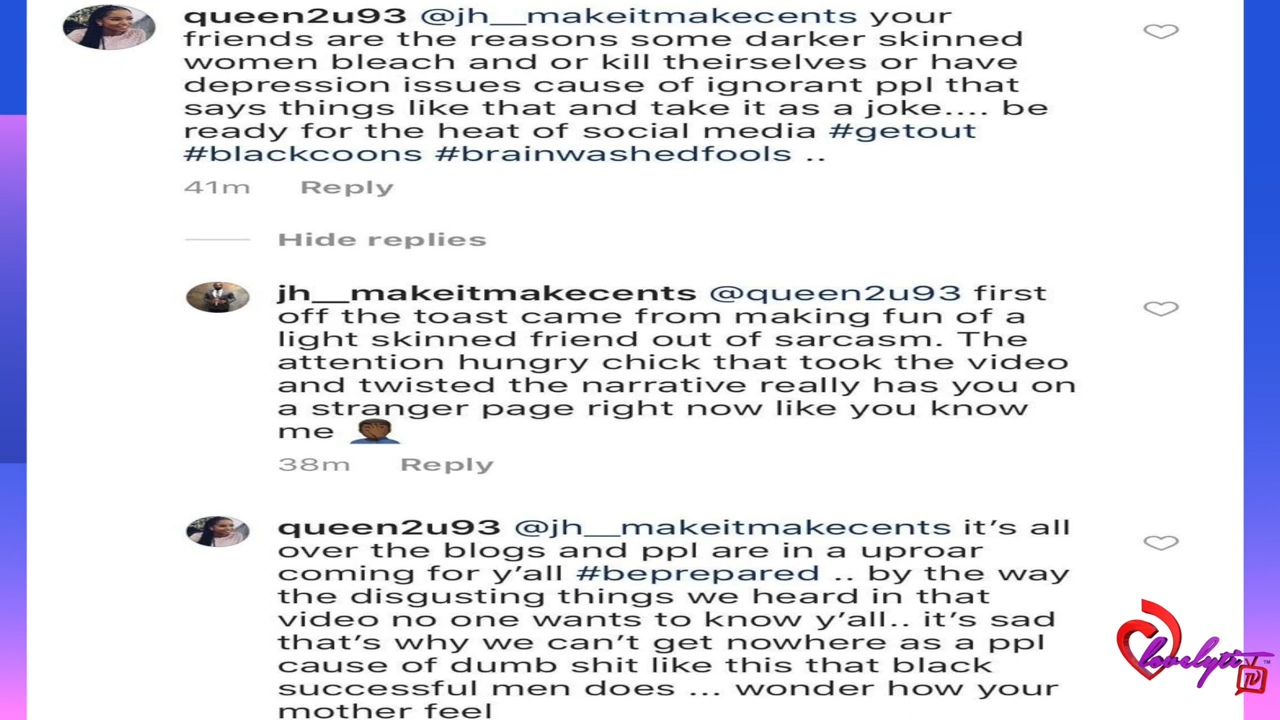 queen2u93 @jh__makeitmakecents your
friends are the reasons some darker skinned
women bleach and or kill theirselves or have
depression issues cause of ignorant ppl that
says things like that and take it as a joke.... be
ready for the heat of social media #getout
#blackcoons #brainwashedfools ..
41m Reply
Hide replies
jh__makeitmakecents @queen2u93 first
off the toast came from making fun of a
light skinned friend out of sarcasm. The
attention hungry chick that took the video
and twisted the narrative really has you on
a stranger page right now like you know
me
38m Reply
queen2u93 @jh__makeitmakecents it's all
over the blogs and ppl are in a uproar
coming for y'all #beprepared .. by the way
the disgusting things we heard in that
video no one wants to know y'all.. it's sad
that's why we can't get nowhere as a ppl
cause of dumb shit like this that black
successful men does ... wonder how your
mother feel
TV